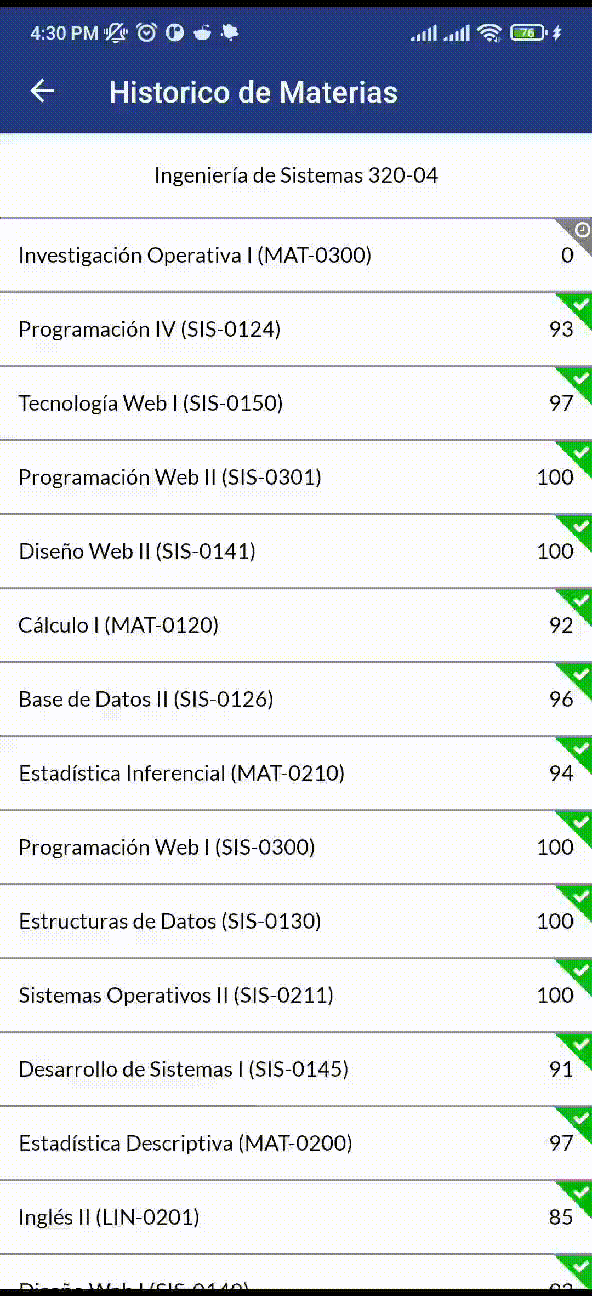 4:30 PM
76
Historico de Materias
Ingeniería de Sistemas 320-04
Investigación Operativa I (MAT-0300) 0
Programación IV (SIS-0124) 93
Tecnología Web I (SIS-0150) 97
Programación Web II (SIS-0301) 100
Diseño Web II (SIS-0141) 100
Cálculo I (MAT-0120) 92
Base de Datos II (SIS-0126) 96
Estadística Inferencial (MAT-0210) 94
Programación Web I (SIS-0300) 100
Estructuras de Datos (SIS-0130) 100
Sistemas Operativos II (SIS-0211) 100
Desarrollo de Sistemas I (SIS-0145) 91
Estadística Descriptiva (MAT-0200) 97
Inglés II (LIN-0201) 85
Diseño Web I (SIS-0140)